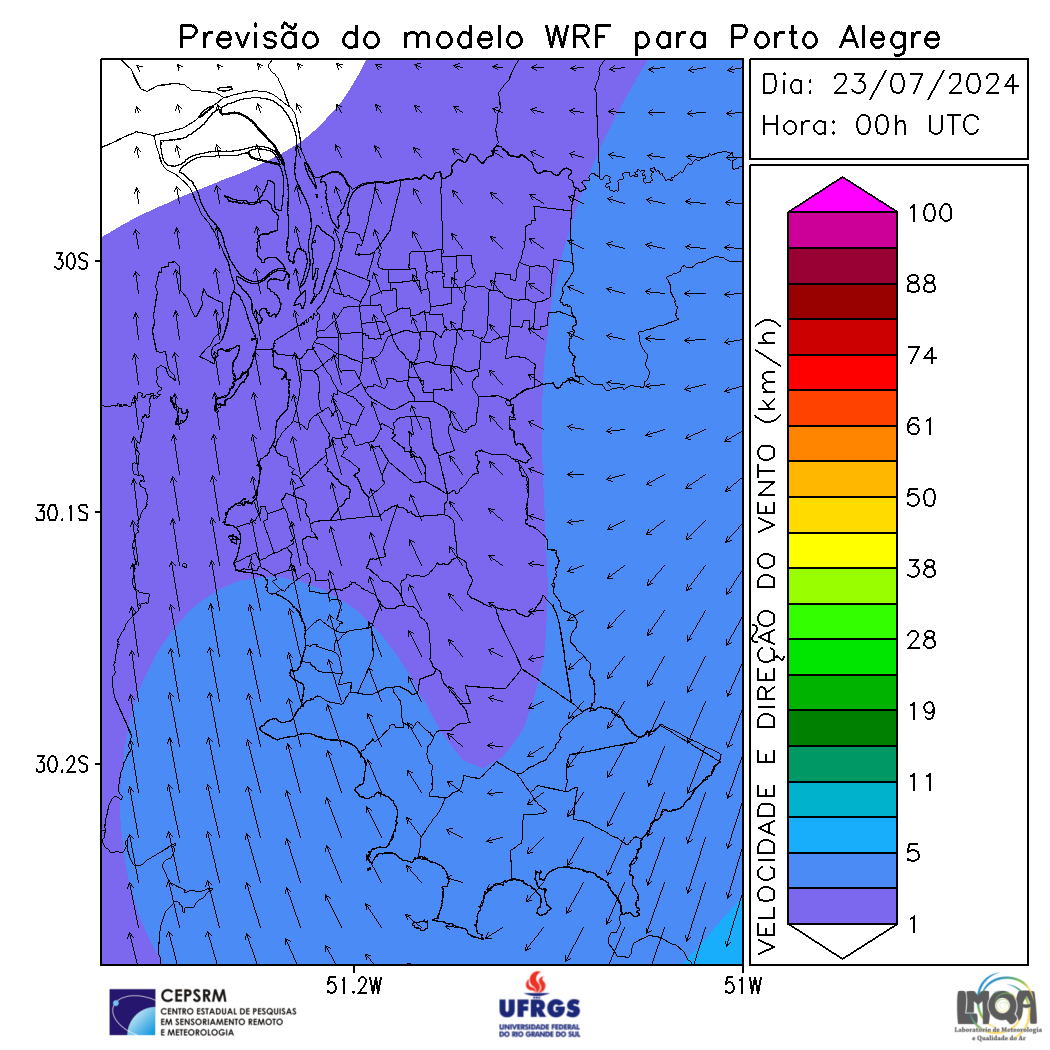 Previsão do modelo WRF para Porto Alegre
Dia: 23/07/2024
Hora: 00h UTC
30S
30.1S
30.2S
51.2W
51W
VELOCIDADE E DIREÇÃO DO VENTO (km/h)
100
88
74
61
50
38
28
19
11
5
1
CEPSRM
CENTRO ESTADUAL DE PESQUISAS
EM SENSORIAMENTO REMOTO
E METEOROLOGIA
UFRGS
UNIVERSIDADE FEDERAL
DO RIO GRANDE DO SUL
LMQA
Laboratório de Meteorologia
e Qualidade do Ar